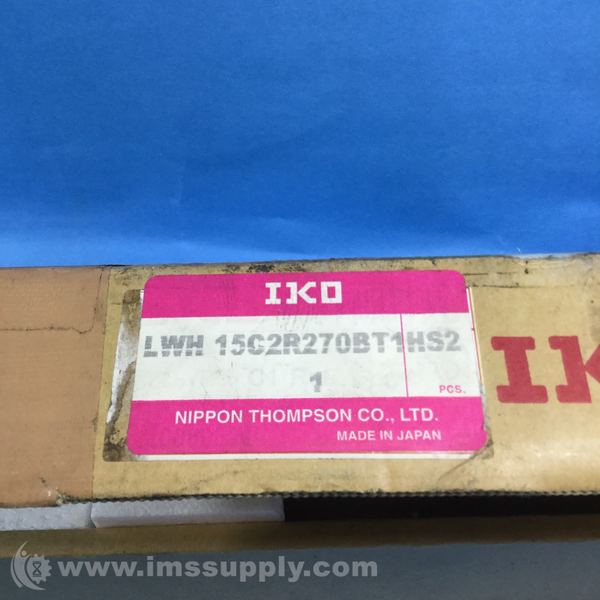 IKO
LWH 15C2R270BT1HS2
1
PCS.
NIPPON THOMPSON CO., LTD.
MADE IN JAPAN
IK
www.imssupply.com